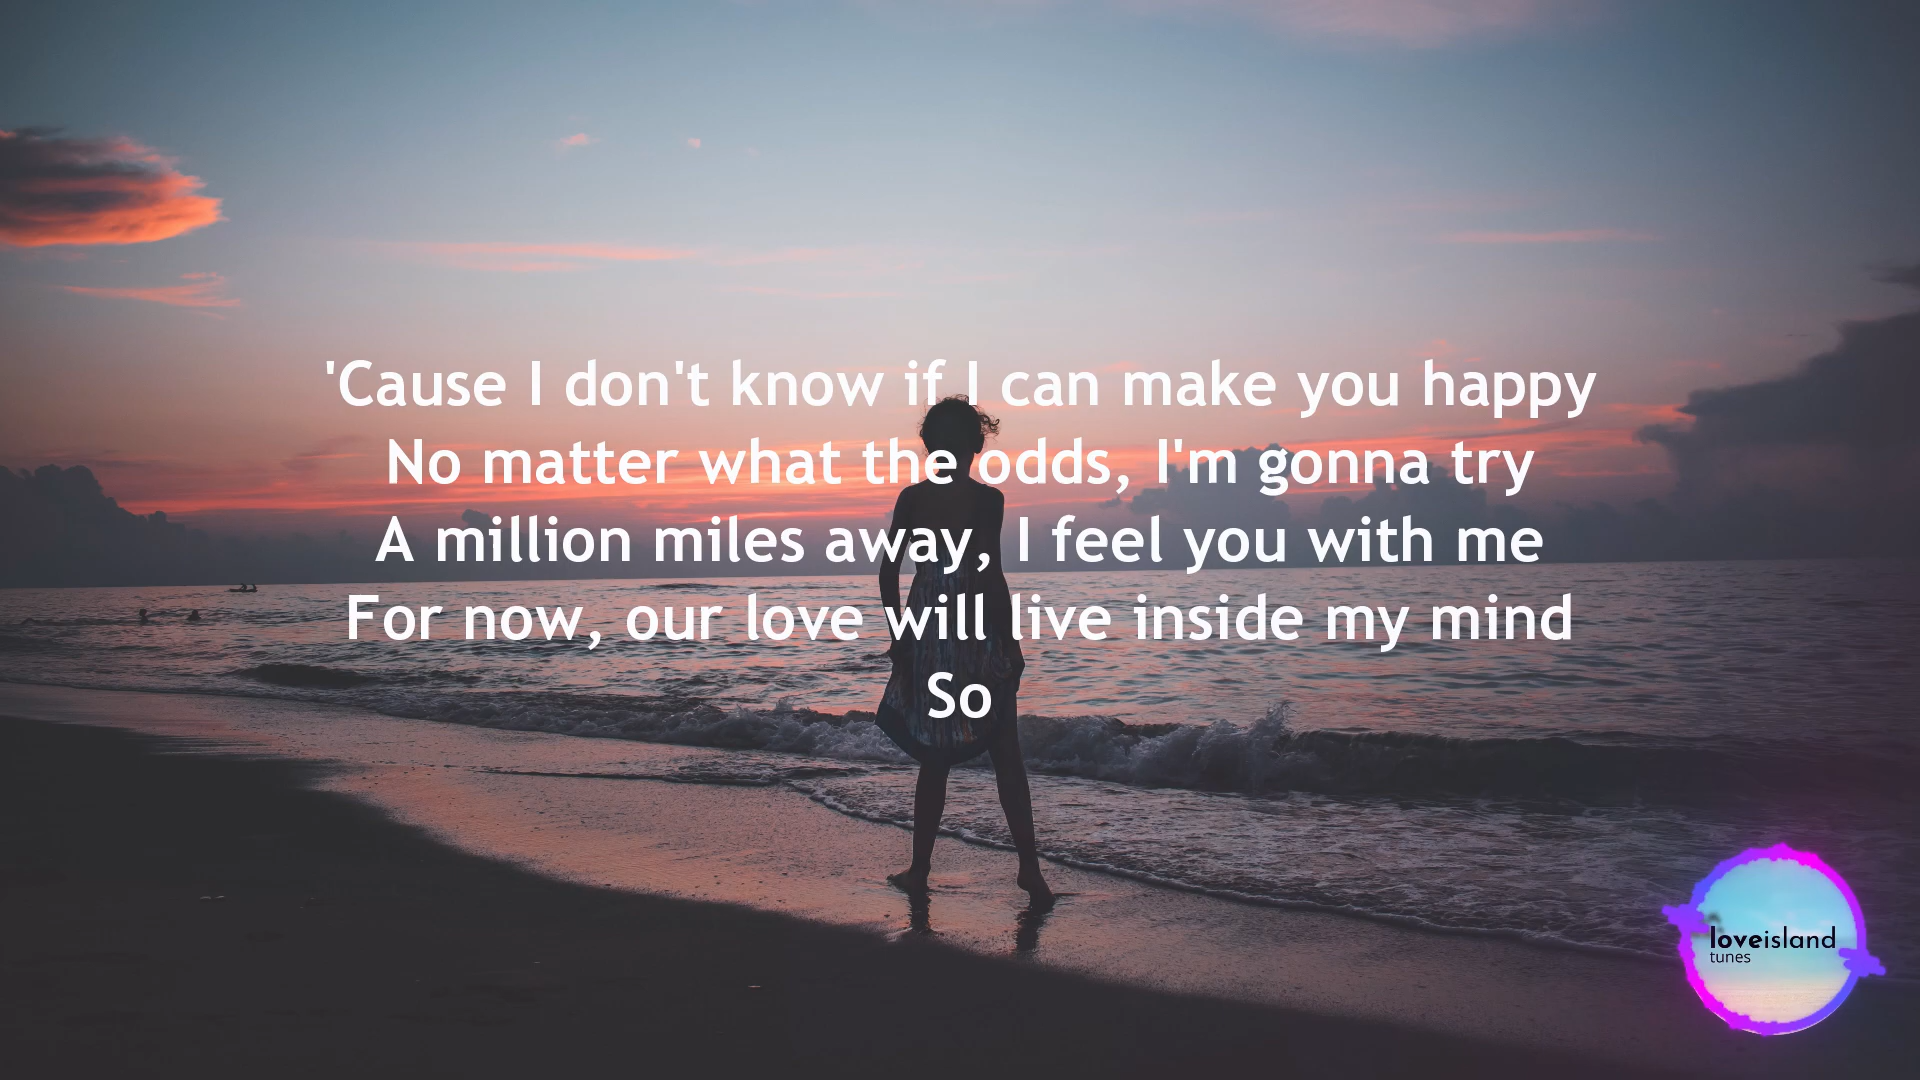 'Cause I don't know if I can make you happy
No matter what the odds, I'm gonna try
A million miles away, I feel you with me
For now, our love will live inside my mind
So
loveisland
tunes